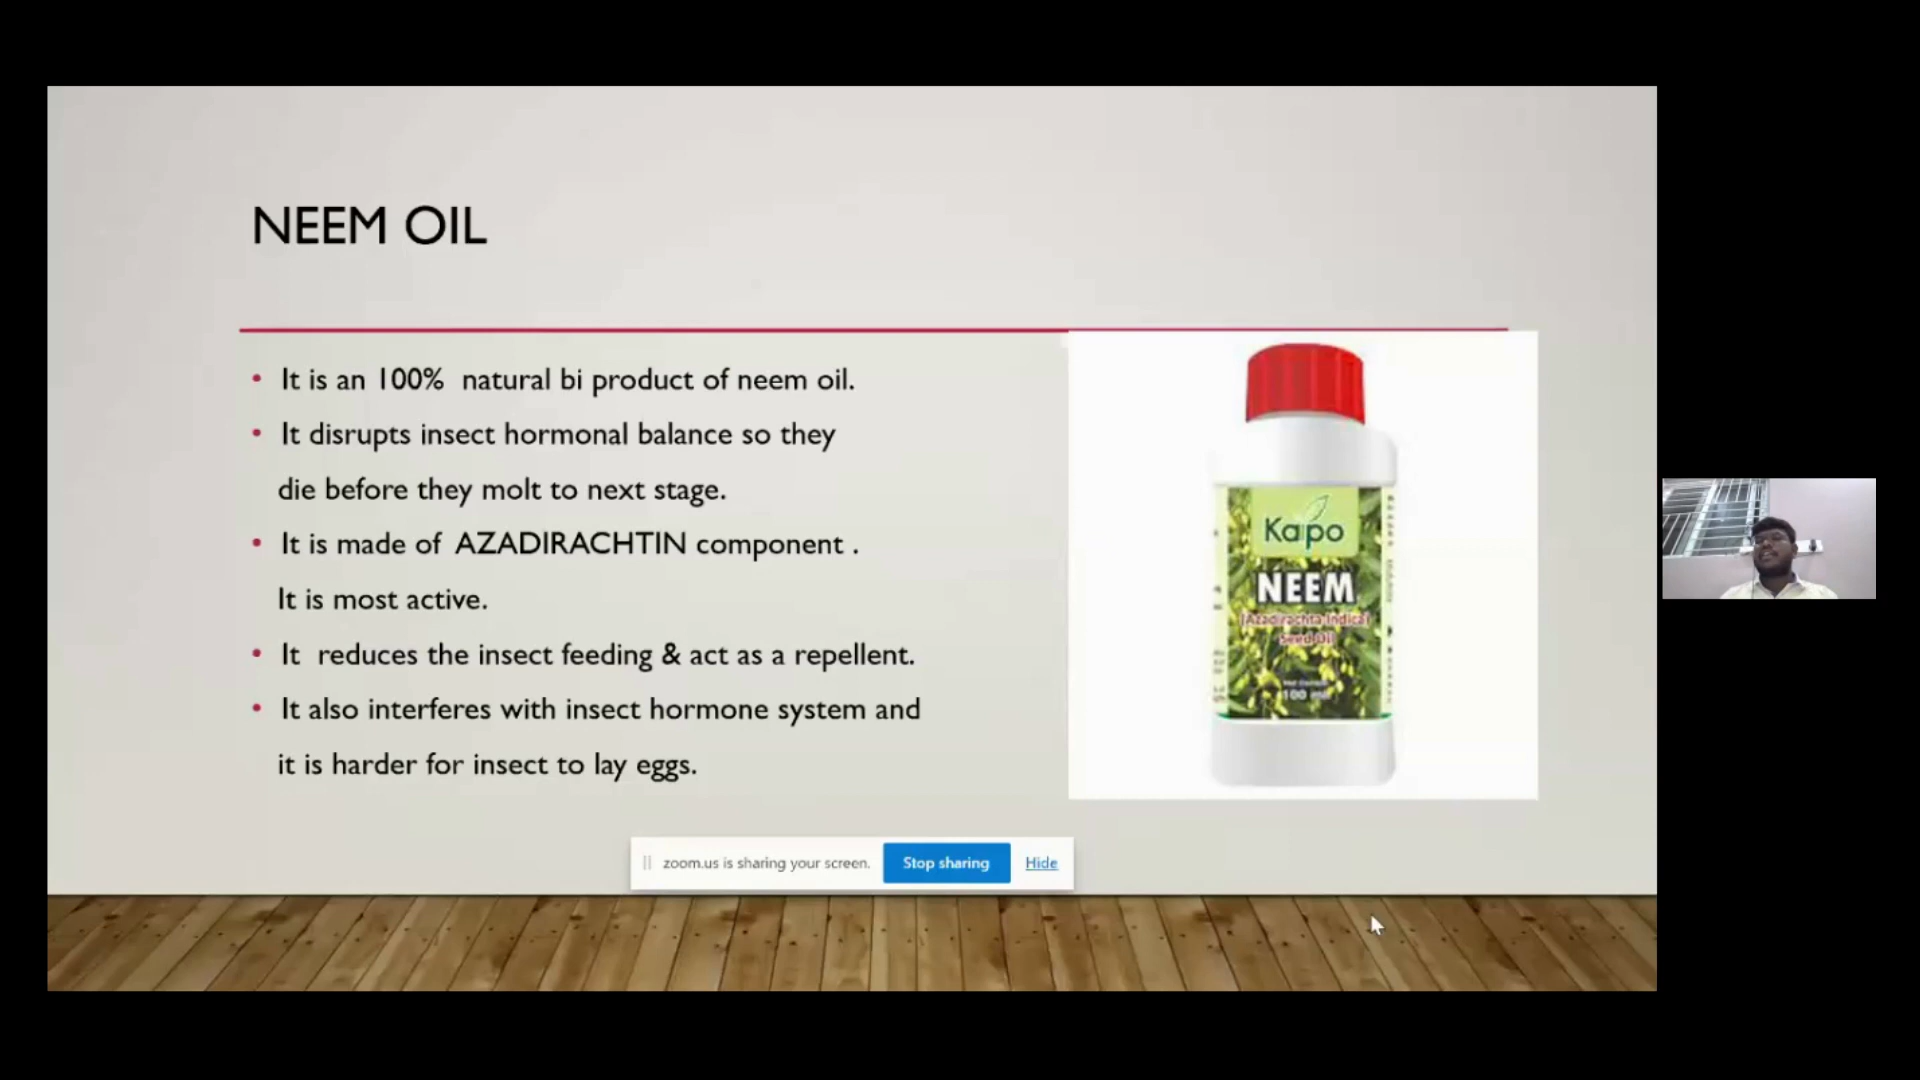 NEEM OIL
• It is an 100% natural bi product of neem oil.
• It disrupts insect hormonal balance so they
die before they molt to next stage.
• It is made of AZADIRACHTIN component .
It is most active.
• It reduces the insect feeding & act as a repellent.
• It also interferes with insect hormone system and
it is harder for insect to lay eggs.
Kapo
NEEM
(Azadirachta Indica)
Seed Oil
100 ml
zoom.us is sharing your screen.
Stop sharing
Hide